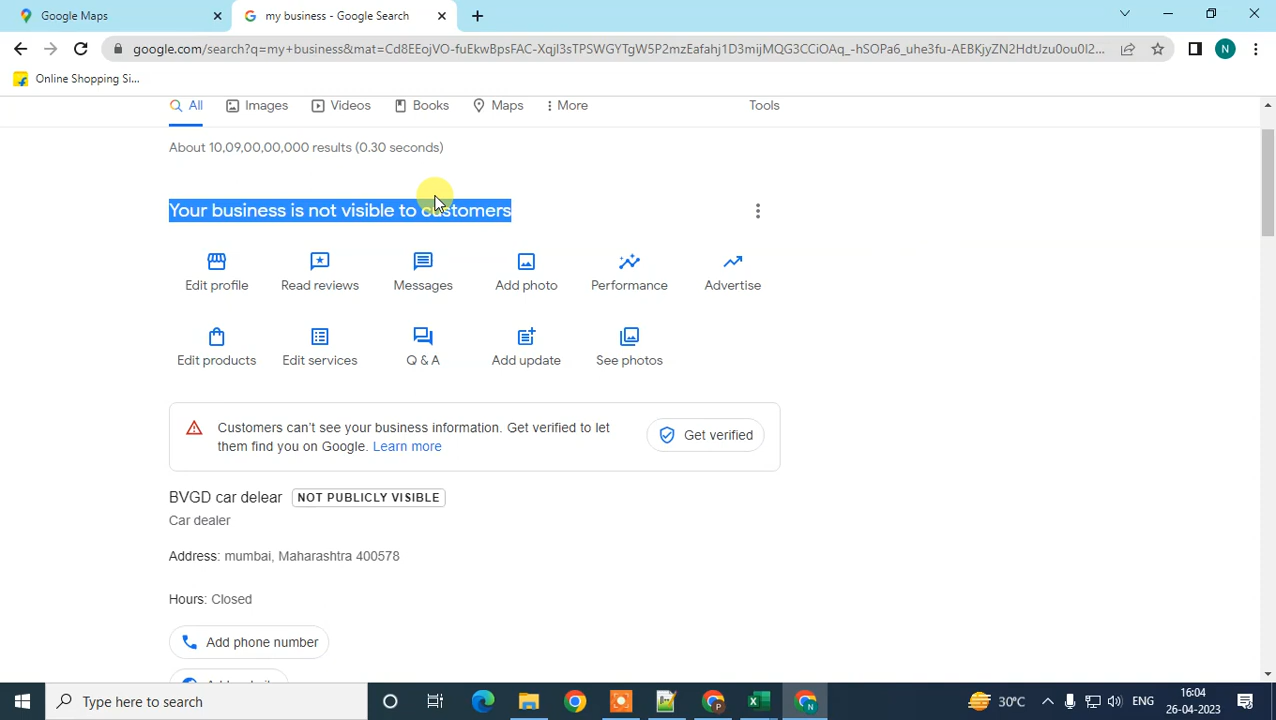 Google Maps
my business - Google Search
google.com/search?q=my+business&mat=Cd8EEojVO-fuEkwBpsFAC-Xqjl3sTPSWGYTgW5P2mzEafahj1D3mijMQG3CCiOAq_-hSOPa6_uhe3fu-AEBKjyZN2HdtJzu0ou0l2...
N
Online Shopping Si...
All
Images
Videos
Books
Maps
More
Tools
About 10,09,00,00,000 results (0.30 seconds)
Your business is not visible to customers
Edit profile
Read reviews
Messages
Add photo
Performance
Advertise
Edit products
Edit services
Q & A
Add update
See photos
Customers can't see your business information. Get verified to let
them find you on Google. Learn more
Get verified
BVGD car delear
NOT PUBLICLY VISIBLE
Car dealer
Address: mumbai, Maharashtra 400578
Hours: Closed
Add phone number
Type here to search
30°C
ENG
16:04
26-04-2023